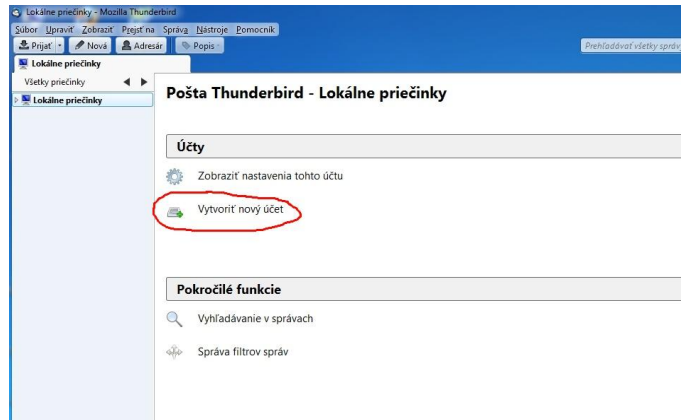 Lokálne priečinky - Mozilla Thunderbird
Súbor Upraviť Zobraziť Prejsť na Správa Nástroje Pomocník
Prijať Nová Adresár Popis Prehľadávať všetky správy
Lokálne priečinky
Všetky priečinky
Lokálne priečinky
Pošta Thunderbird - Lokálne priečinky
Účty
Zobraziť nastavenia tohto účtu
Vytvoriť nový účet
Pokročilé funkcie
Vyhľadávanie v správach
Správa filtrov správ